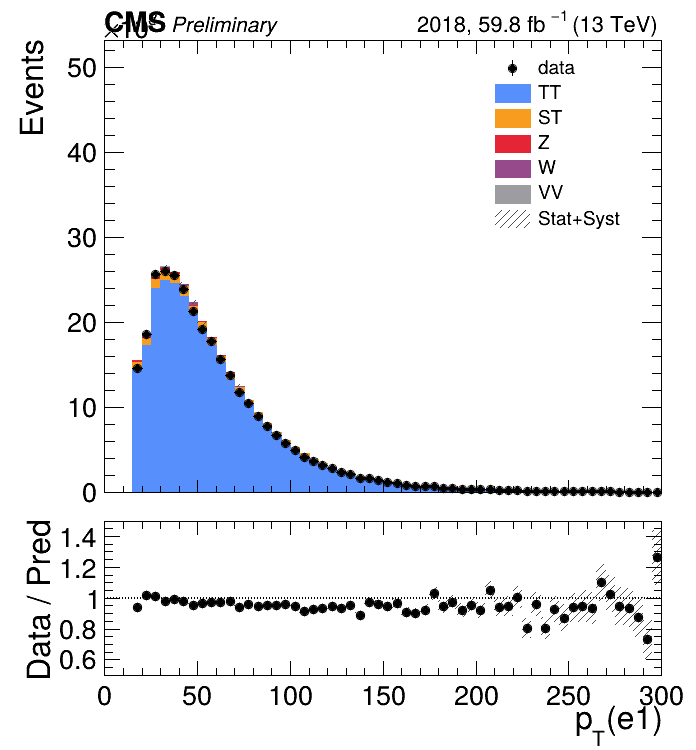 CMS Preliminary 2018, 59.8 fb⁻¹ (13 TeV)
Events
50
40
30
20
10
0
data
TT
ST
Z
W
VV
Stat+Syst
Data / Pred
1.4
1.2
1
0.8
0.6
0 50 100 150 200 250 300
p_T(e1)